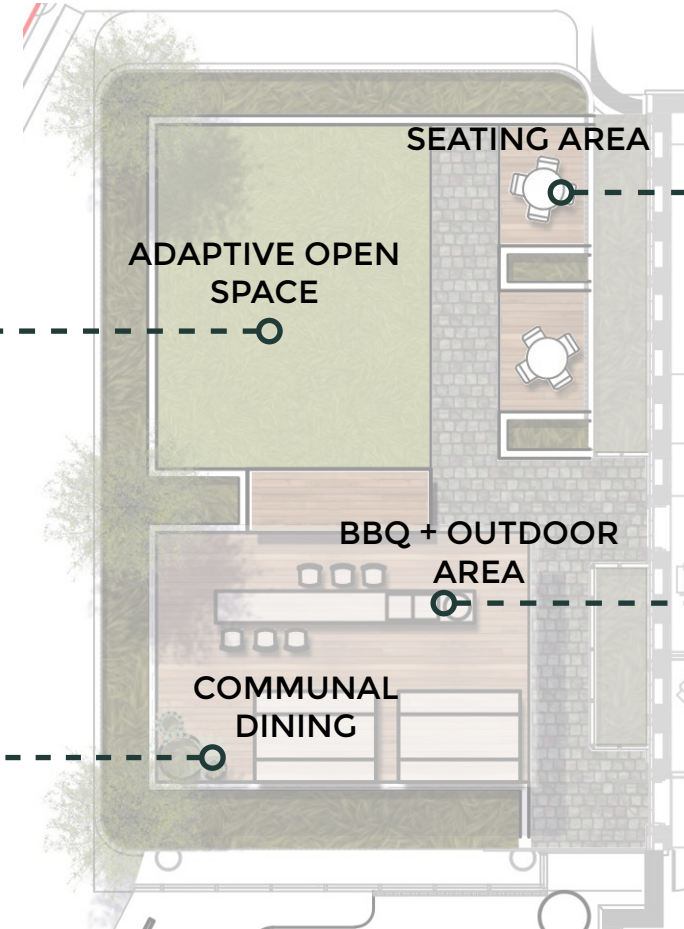 SEATING AREA
ADAPTIVE OPEN
SPACE
BBQ + OUTDOOR
AREA
COMMUNAL
DINING